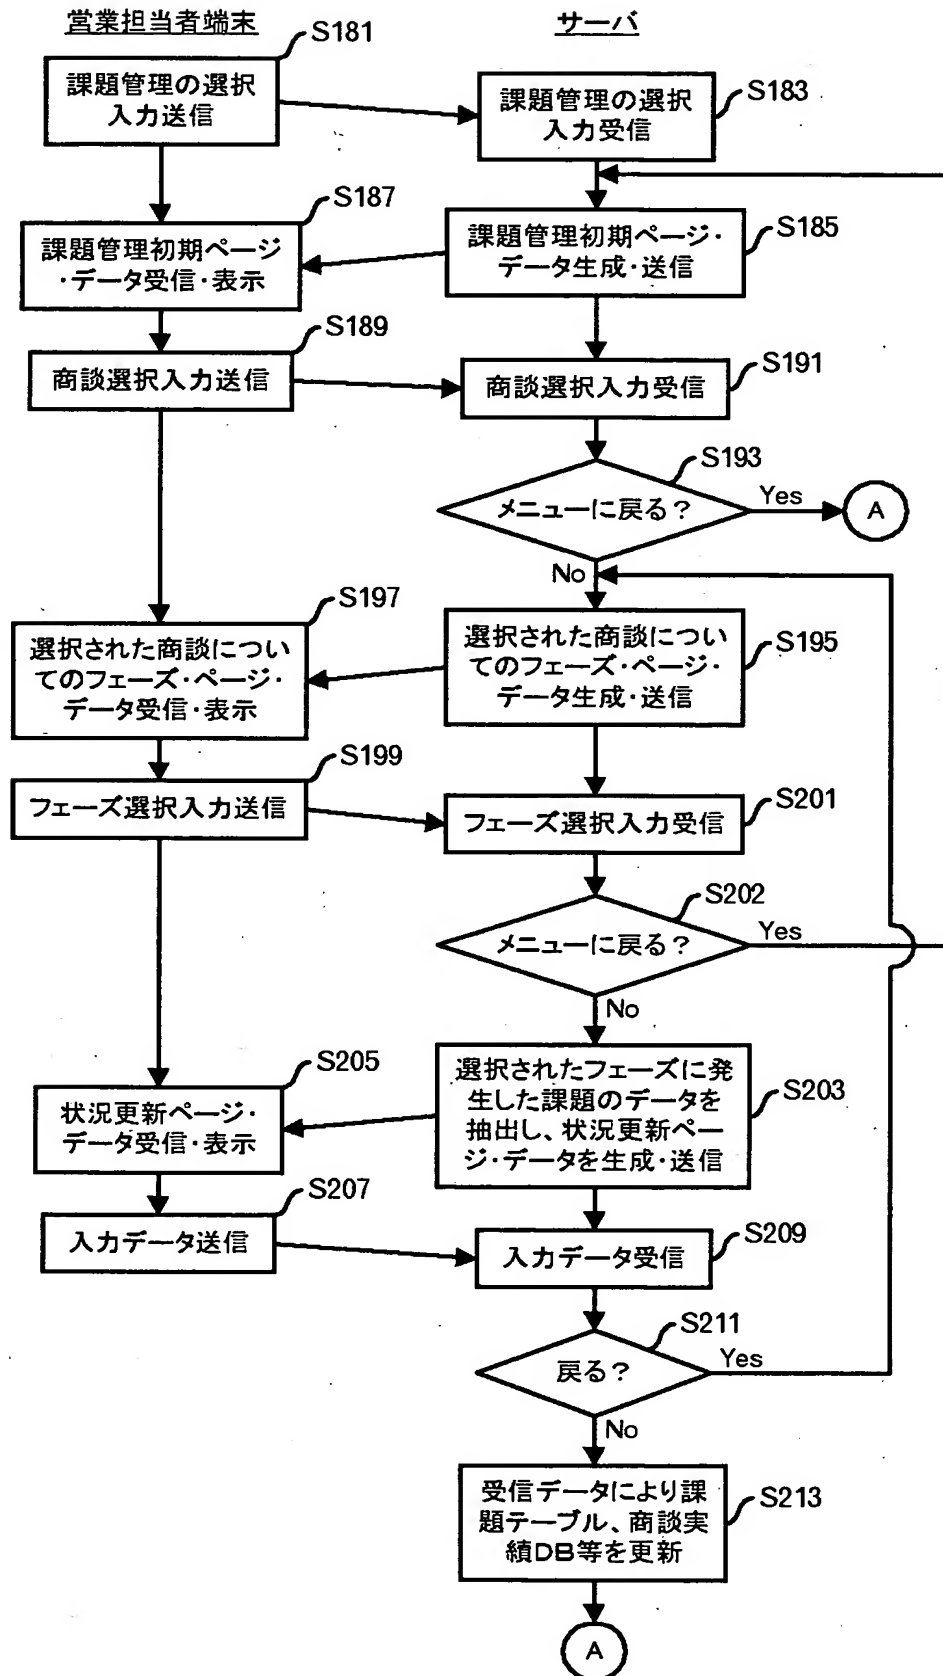 営業担当者端末
サーバ
S181
課題管理の選択
入力送信
S183
課題管理の選択
入力受信
S187
課題管理初期ページ
・データ受信・表示
S185
課題管理初期ページ・
データ生成・送信
S189
商談選択入力送信
S191
商談選択入力受信
S193
メニューに戻る？
Yes
A
No
S197
選択された商談につい
てのフェーズ・ページ・
データ受信・表示
S195
選択された商談につい
てのフェーズ・ページ・
データ生成・送信
S199
フェーズ選択入力送信
S201
フェーズ選択入力受信
S202
メニューに戻る？
Yes
No
S205
状況更新ページ・
データ受信・表示
S203
選択されたフェーズに発
生した課題のデータを
抽出し、状況更新ペー
ジ・データを生成・送信
S207
入力データ送信
S209
入力データ受信
S211
戻る？
Yes
No
S213
受信データにより課
題テーブル、商談実
績DB等を更新
A